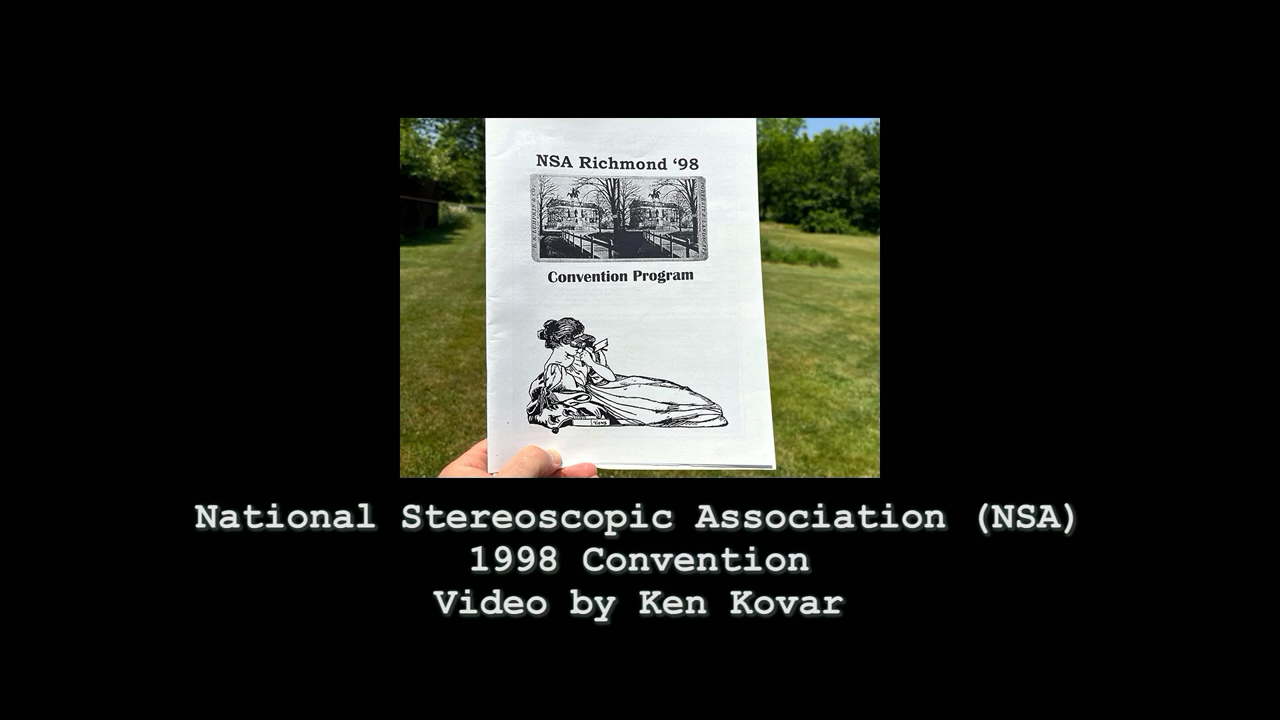 NSA Richmond ‘98
Convention Program
National Stereoscopic Association (NSA)
1998 Convention
Video by Ken Kovar